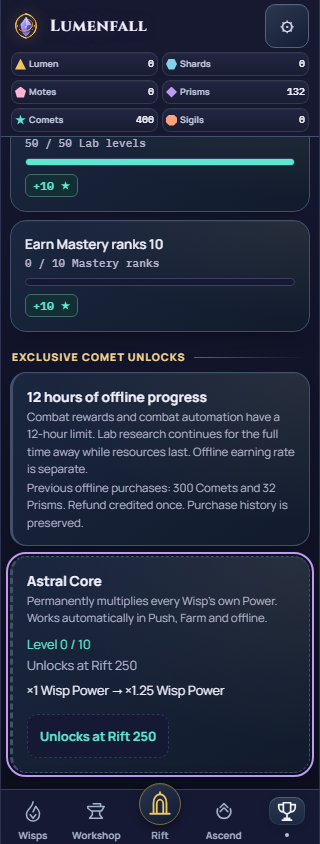 LUMENFALL
Lumen 0
Shards 0
Motes 0
Prisms 132
Comets 400
Sigils 0
50 / 50 Lab levels
+10 ★
Earn Mastery ranks 10
0 / 10 Mastery ranks
+10 ★
EXCLUSIVE COMET UNLOCKS
12 hours of offline progress
Combat rewards and combat automation have a
12-hour limit. Lab research continues for the full
time away while resources last. Offline earning rate
is separate.
Previous offline purchases: 300 Comets and 32
Prisms. Refund credited once. Purchase history is
preserved.
Astral Core
Permanently multiplies every Wisp's own Power.
Works automatically in Push, Farm and offline.
Level 0 / 10
Unlocks at Rift 250
×1 Wisp Power → ×1.25 Wisp Power
Unlocks at Rift 250
Wisps
Workshop
Rift
Ascend